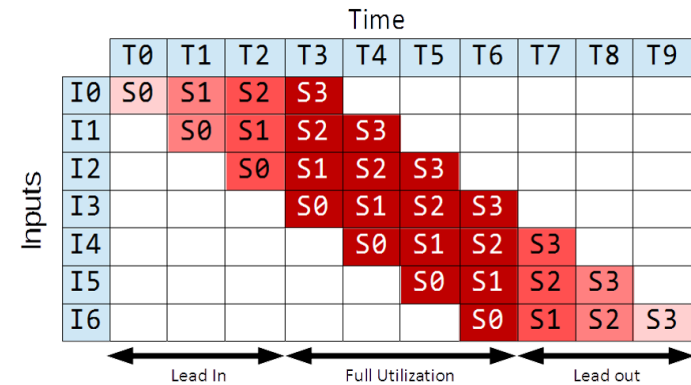 Time
T0 T1 T2 T3 T4 T5 T6 T7 T8 T9
Inputs
I0 S0 S1 S2 S3
I1 S0 S1 S2 S3
I2 S0 S1 S2 S3
I3 S0 S1 S2 S3
I4 S0 S1 S2 S3
I5 S0 S1 S2 S3
I6 S0 S1 S2 S3
Lead In Full Utilization Lead out